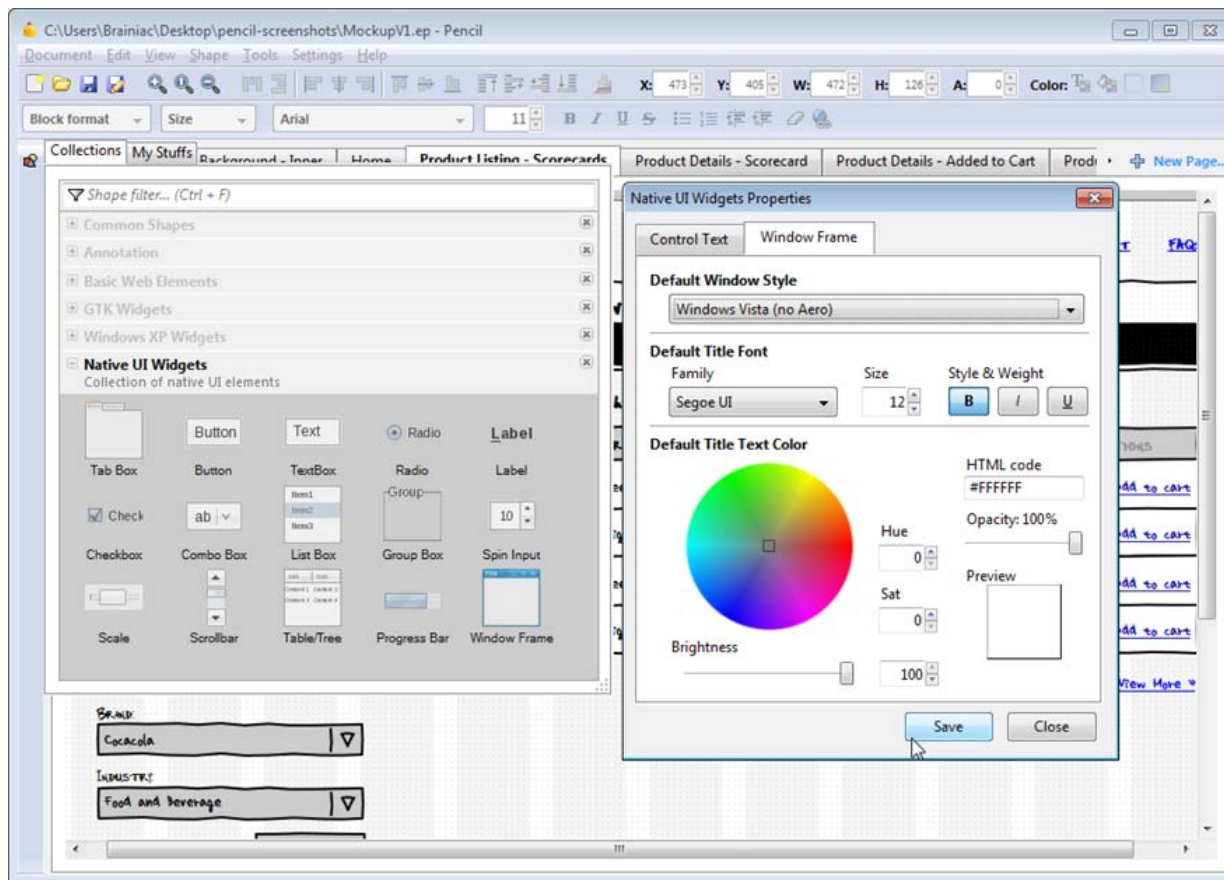 C:\Users\Brainiac\Desktop\pencil-screenshots\MockupV1.ep - Pencil
Document Edit View Shape Tools Settings Help
X: 473 Y: 405 W: 472 H: 126 A: 0 Color:
Block format Size Arial 11 B I U S
Collections My Stuffs Background - Inner Home Product Listing - Scorecards Product Details - Scorecard Product Details - Added to Cart New Page...
Shape filter... (Ctrl + F)
Common Shapes
Annotation
Basic Web Elements
GTK Widgets
Windows XP Widgets
Native UI Widgets
Collection of native UI elements
Button Text Radio Label
Tab Box Button TextBox Radio Label
Check ab Item1 Item2 Item3 Group 10
Checkbox Combo Box List Box Group Box Spin Input
Scale Scrollbar Table/Tree Progress Bar Window Frame
BRAND:
Cocacola
INDUSTRY:
Food and Beverage
Native UI Widgets Properties
Control Text Window Frame
Default Window Style
Windows Vista (no Aero)
Default Title Font
Family Size Style & Weight
Segoe UI 12 B I U
Default Title Text Color
HTML code
#FFFFFF
Opacity: 100%
Hue
0
Preview
Sat
0
Brightness
100
Save Close
add to cart
add to cart
add to cart
add to cart
View More